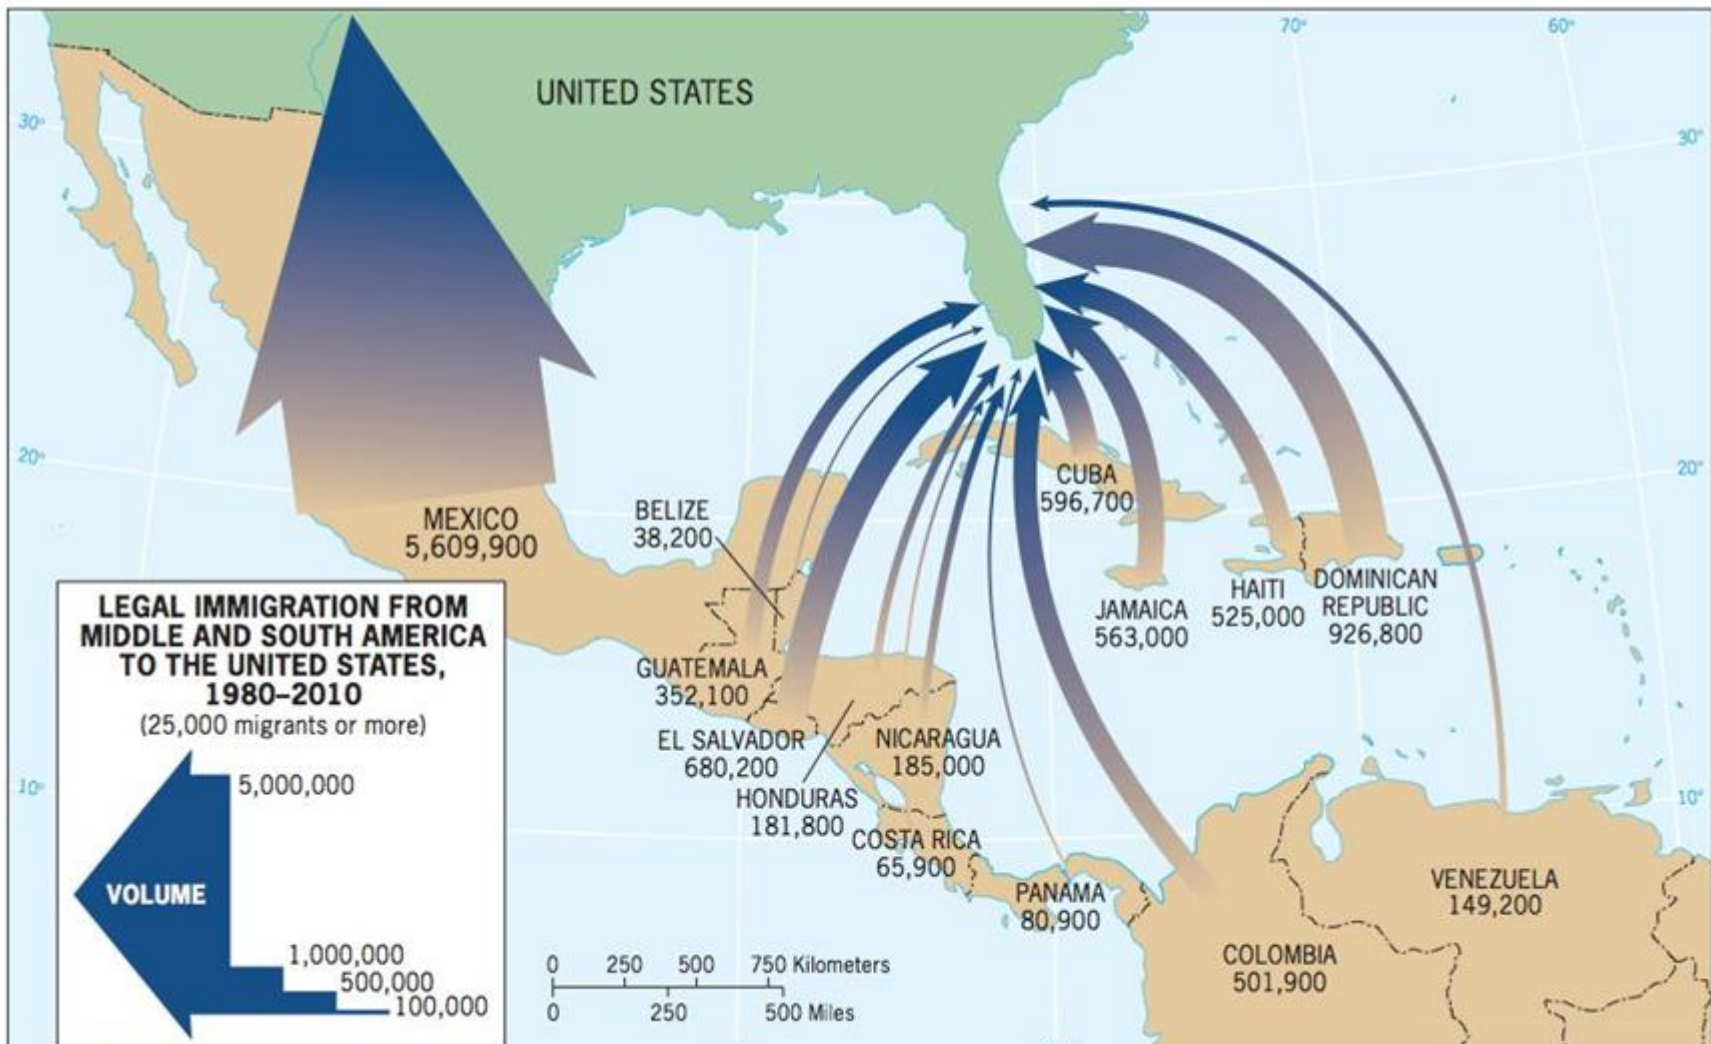 70°
60°
UNITED STATES
30°
30°
20°
20°
CUBA
596,700
BELIZE
38,200
MEXICO
5,609,900
HAITI
525,000
DOMINICAN
REPUBLIC
926,800
JAMAICA
563,000
GUATEMALA
352,100
EL SALVADOR
680,200
NICARAGUA
185,000
HONDURAS
181,800
COSTA RICA
65,900
10°
10°
PANAMA
80,900
VENEZUELA
149,200
COLOMBIA
501,900
LEGAL IMMIGRATION FROM
MIDDLE AND SOUTH AMERICA
TO THE UNITED STATES,
1980–2010
(25,000 migrants or more)
5,000,000
VOLUME
1,000,000
500,000
100,000
0 250 500 750 Kilometers
0 250 500 Miles